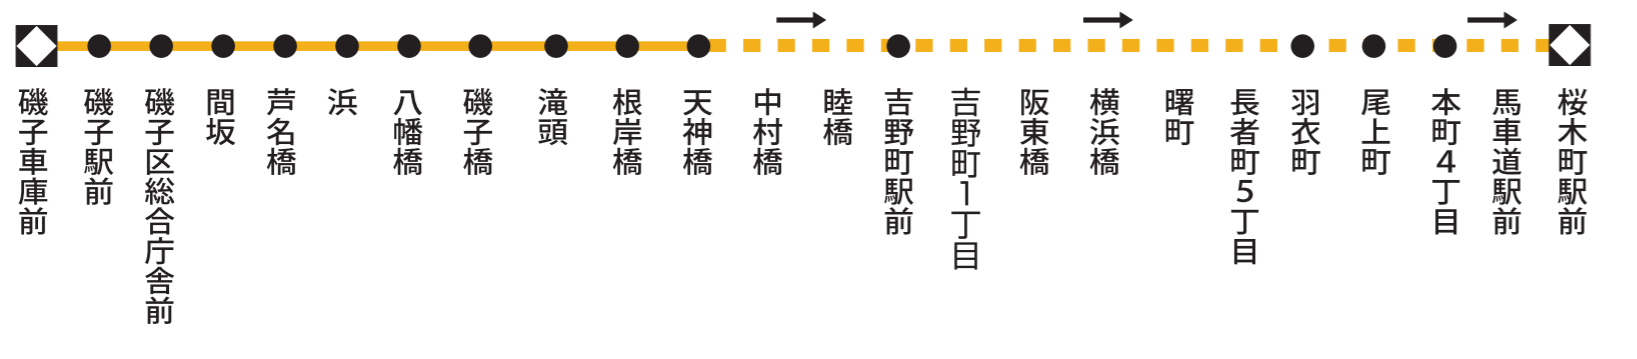 磯子車庫前
磯子駅前
磯子区総合庁舎前
間坂
芦名橋
浜
八幡橋
磯子橋
滝頭
根岸橋
天神橋
中村橋
睦橋
吉野町駅前
吉野町1丁目
阪東橋
横浜橋
曙町
長者町5丁目
羽衣町
尾上町
本町4丁目
馬車道駅前
桜木町駅前